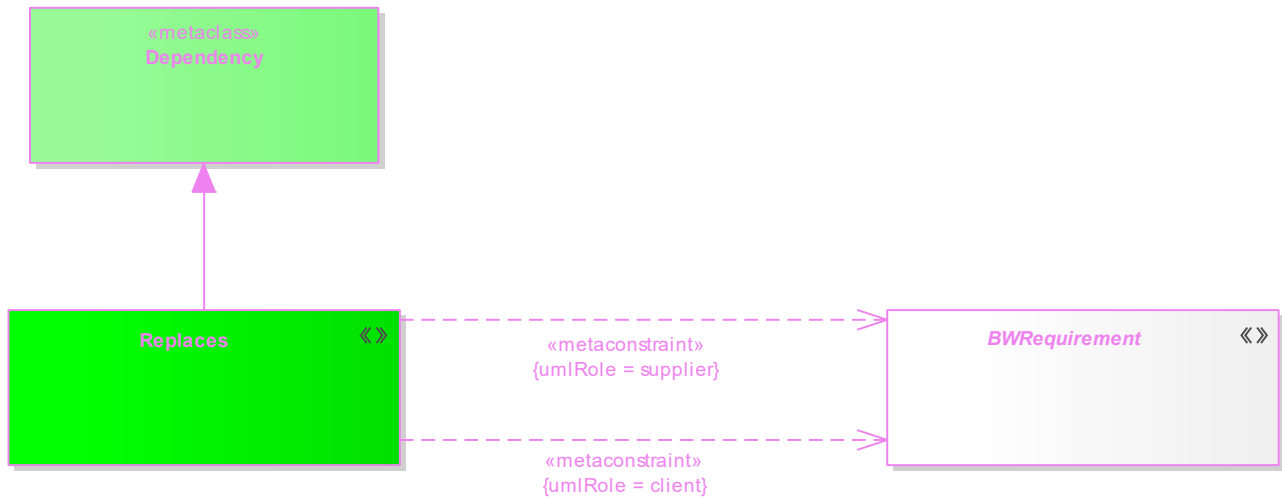 «metaclass»
Dependency
Replaces
«metaconstraint»
{umlRole = supplier}
BWRequirement
«metaconstraint»
{umlRole = client}